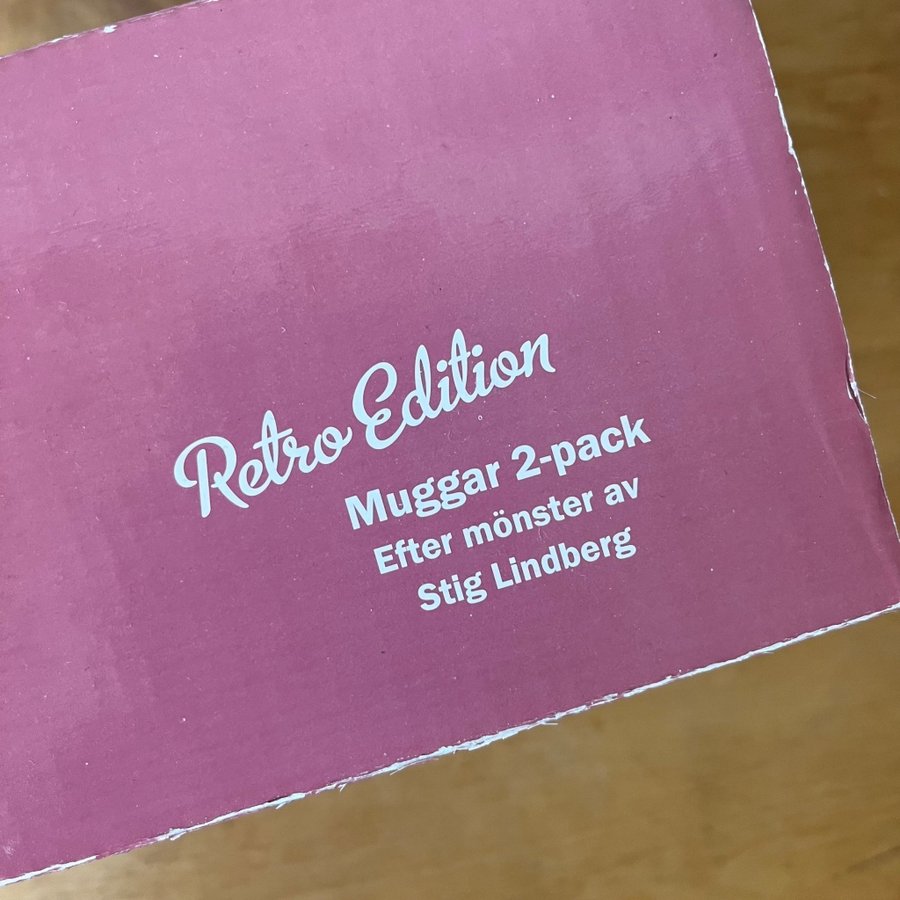 Retro Edition
Muggar 2-pack
Efter mönster av
Stig Lindberg